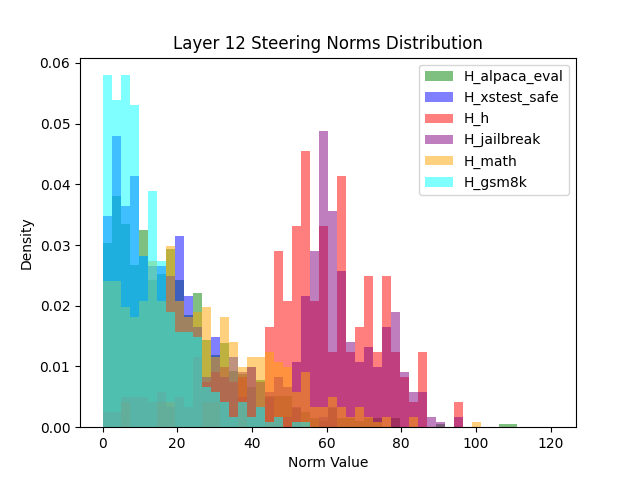 Layer 12 Steering Norms Distribution
H_alpaca_eval
H_xstest_safe
H_h
H_jailbreak
H_math
H_gsm8k
Density
0.06
0.05
0.04
0.03
0.02
0.01
0.00
0 20 40 60 80 100 120
Norm Value